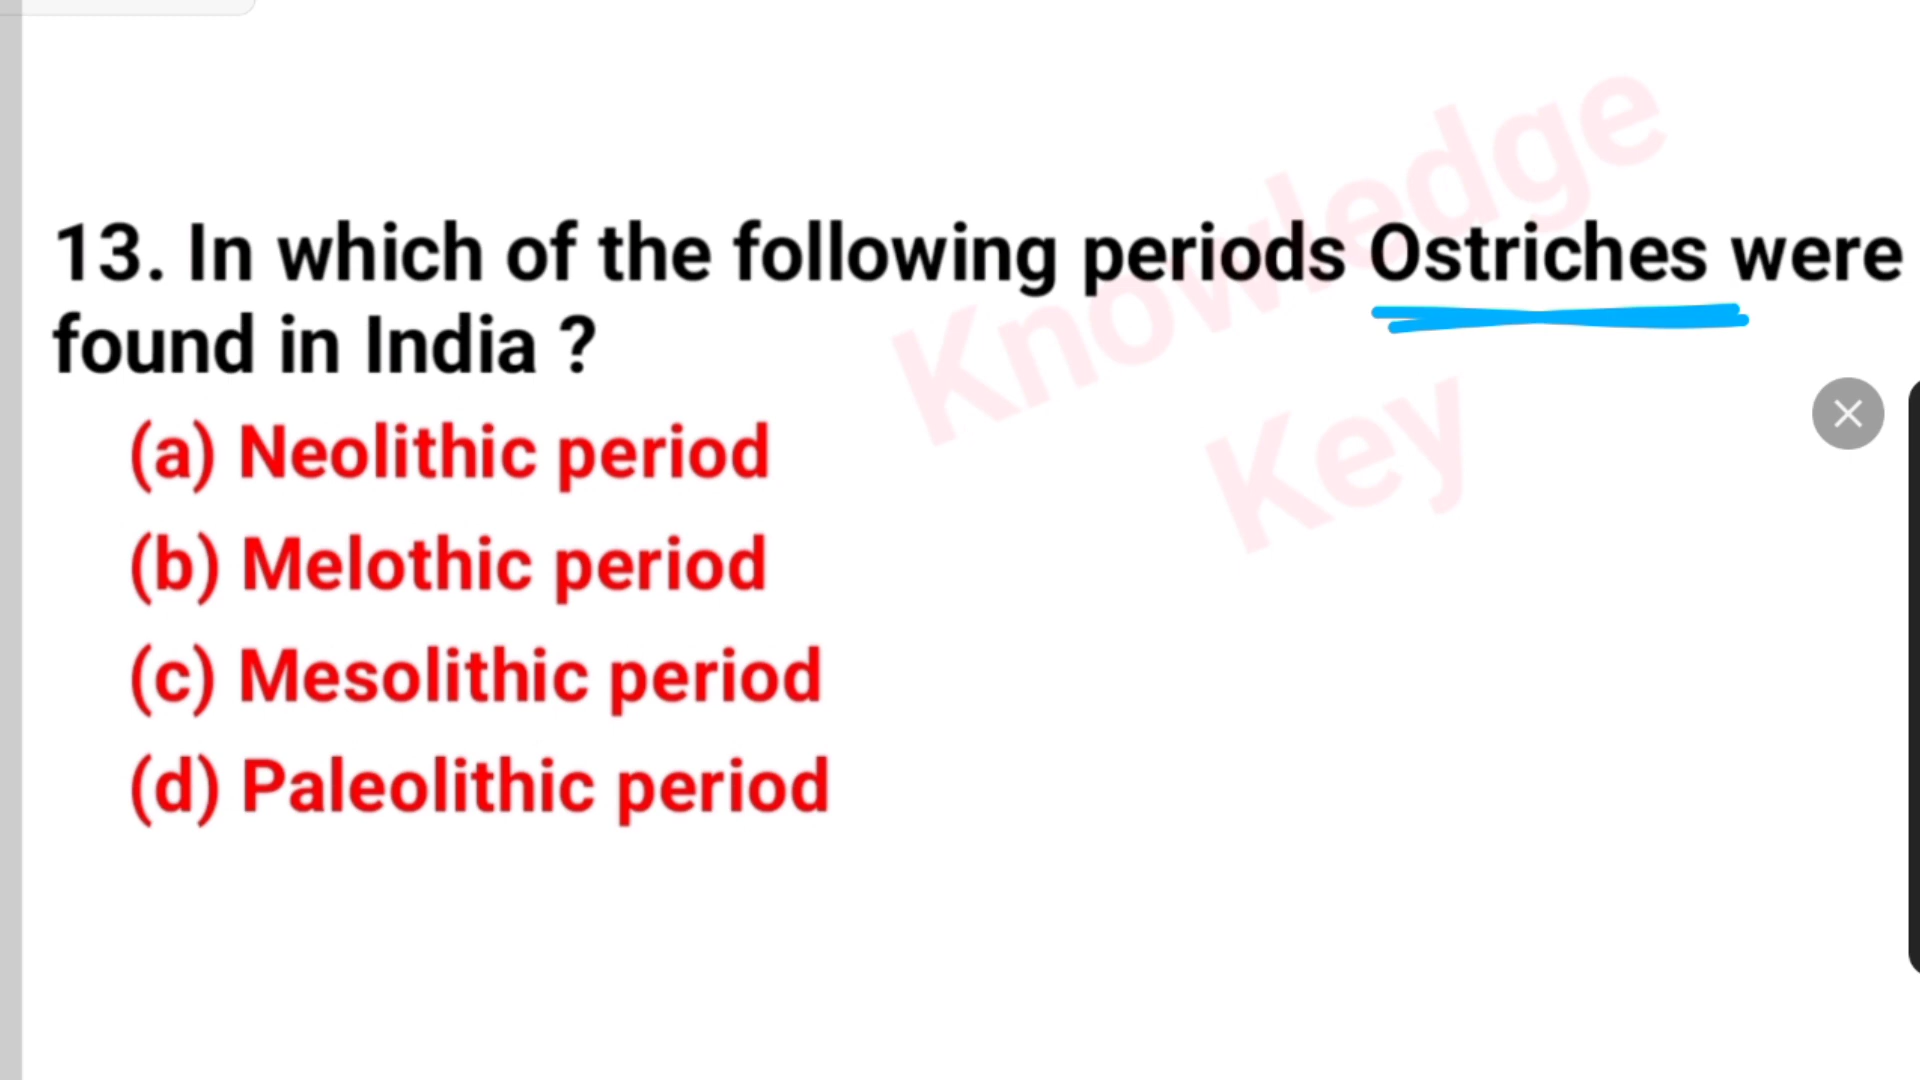 Knowledge
Key
13. In which of the following periods Ostriches were
found in India ?
(a) Neolithic period
(b) Melothic period
(c) Mesolithic period
(d) Paleolithic period